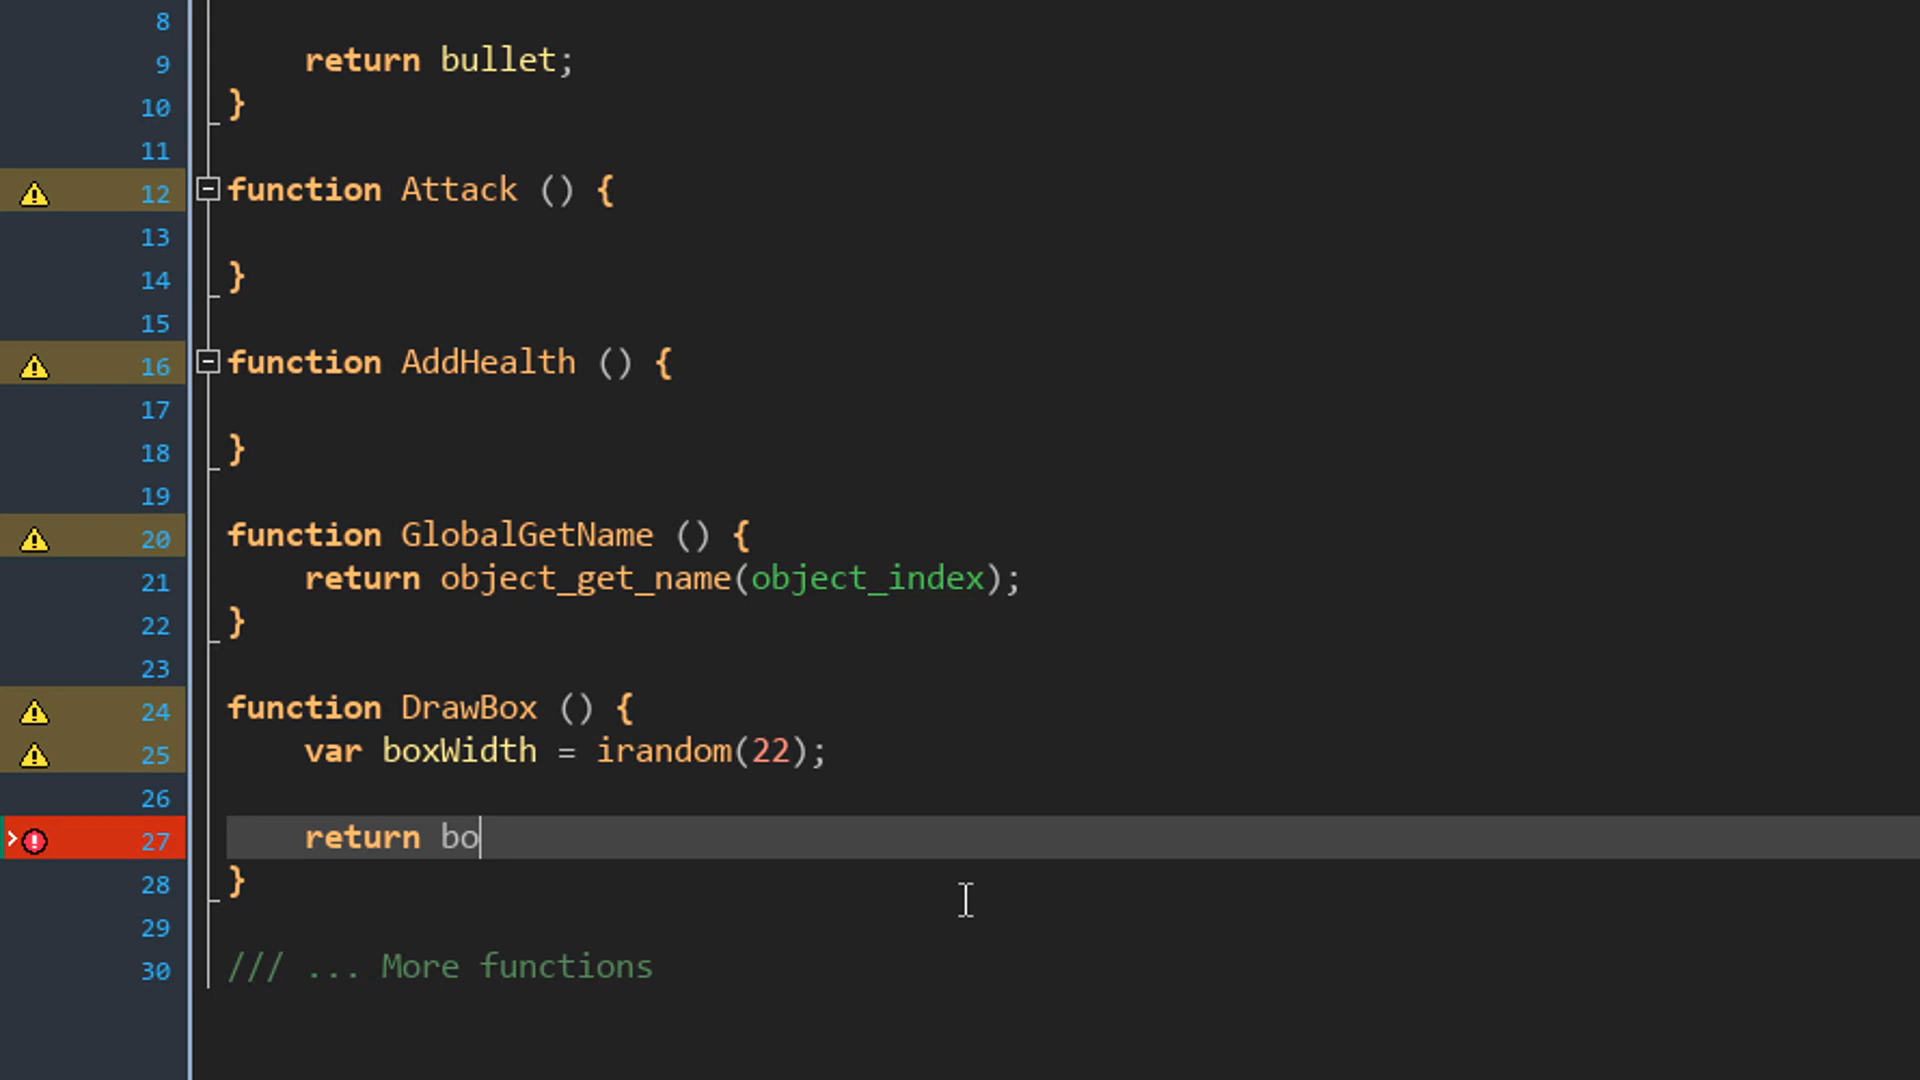 8
9 return bullet;
10 }
11
12 function Attack () {
13
14 }
15
16 function AddHealth () {
17
18 }
19
20 function GlobalGetName () {
21 return object_get_name(object_index);
22 }
23
24 function DrawBox () {
25 var boxWidth = irandom(22);
26
27 return bo
28 }
29
30 /// ... More functions